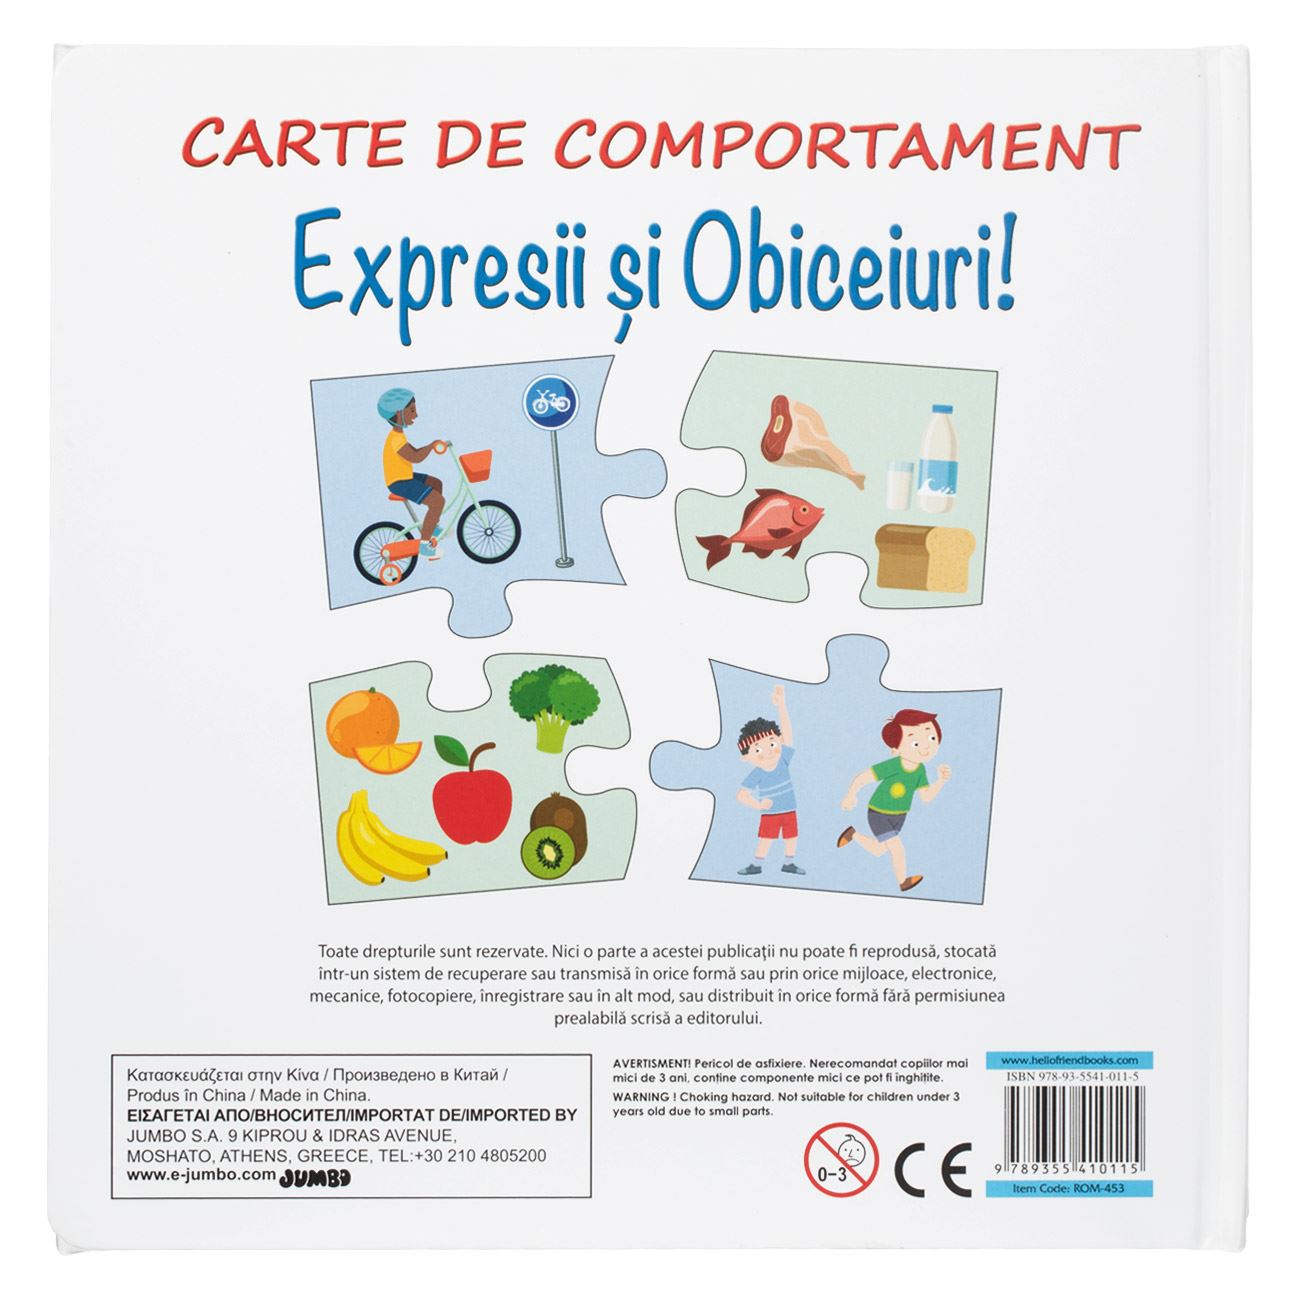 CARTE DE COMPORTAMENT
Expresii și Obiceiuri!
Toate drepturile sunt rezervate. Nici o parte a acestei publicații nu poate fi reprodusă, stocată
într-un sistem de recuperare sau transmisă în orice formă sau prin orice mijloace, electronice,
mecanice, fotocopiere, înregistrare sau în alt mod, sau distribuit în orice formă fără permisiunea
prealabilă scrisă a editorului.
Κατασκευάζεται στην Κίνα / Произведено в Китай /
Produs în China / Made in China.
ΕΙΣΑΓΕΤΑΙ ΑΠΟ/ВНОСИТЕЛ/IMPORTAT DE/IMPORTED BY
JUMBO S.A. 9 KIPROU & IDRAS AVENUE,
MOSHATO, ATHENS, GREECE, TEL:+30 210 4805200
www.e-jumbo.com JUMBO
AVERTISMENT! Pericol de asfixiere. Nerecomandat copiilor mai
mici de 3 ani, conține componente mici ce pot fi înghițite.
WARNING ! Choking hazard. Not suitable for children under 3
years old due to small parts.
0-3
CE
www.hellofriendbooks.com
ISBN 978-93-5541-011-5
9 789355 410115
Item Code: ROM-453